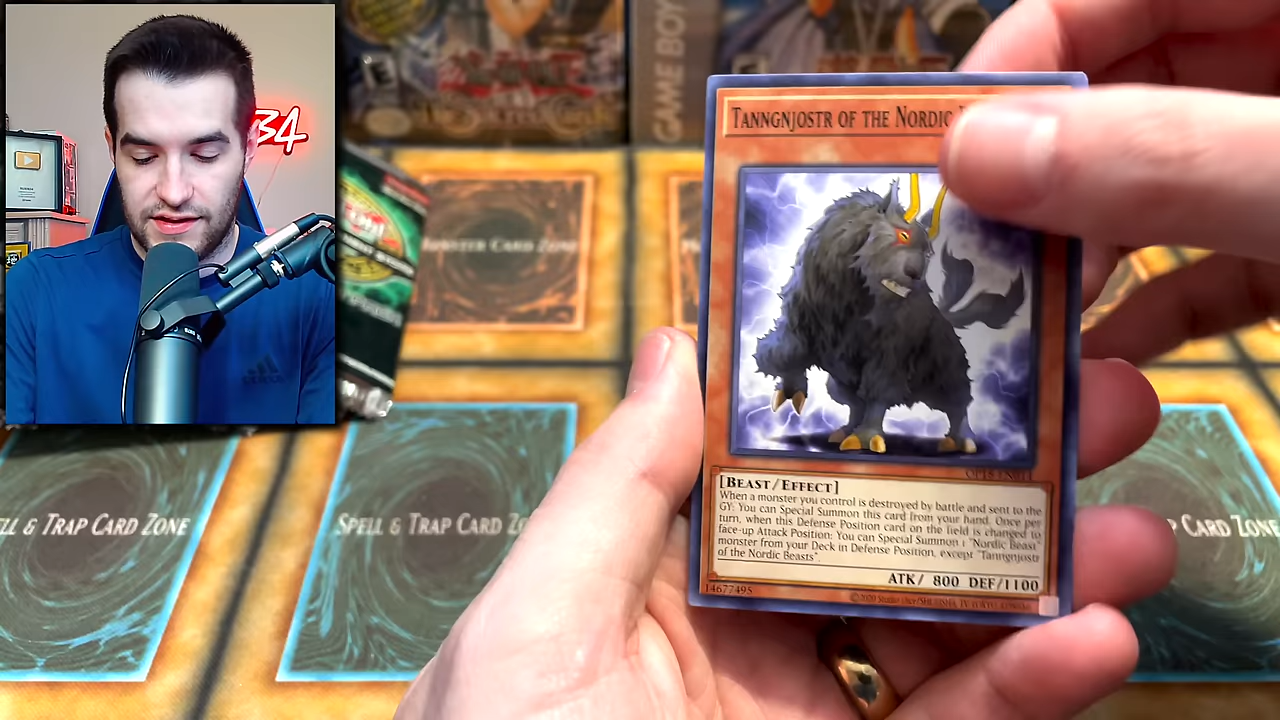 34
GAME BOY
TANNGNJOSTR OF THE NORDIC
MONSTER CARD ZONE
[BEAST/EFFECT]
When a monster you control is destroyed by battle and sent to the
GY: You can Special Summon this card from your hand. Once per
turn, when this Defense Position card on the field is changed to
face-up Attack Position: You can Special Summon 1 "Nordic Beast"
monster from your Deck in Defense Position, except "Tanngnjostr
of the Nordic Beasts".
ATK/ 800 DEF/1100
14677495
SPELL & TRAP CARD ZO
LL & TRAP CARD ZONE
P CARD ZONE
adidas